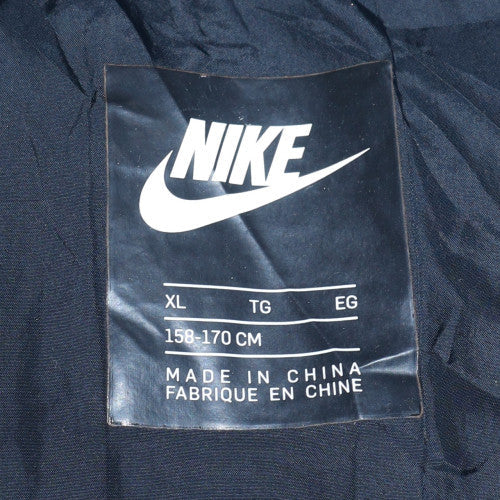 NIKE
XL TG EG
158-170 CM
MADE IN CHINA
FABRIQUE EN CHINE